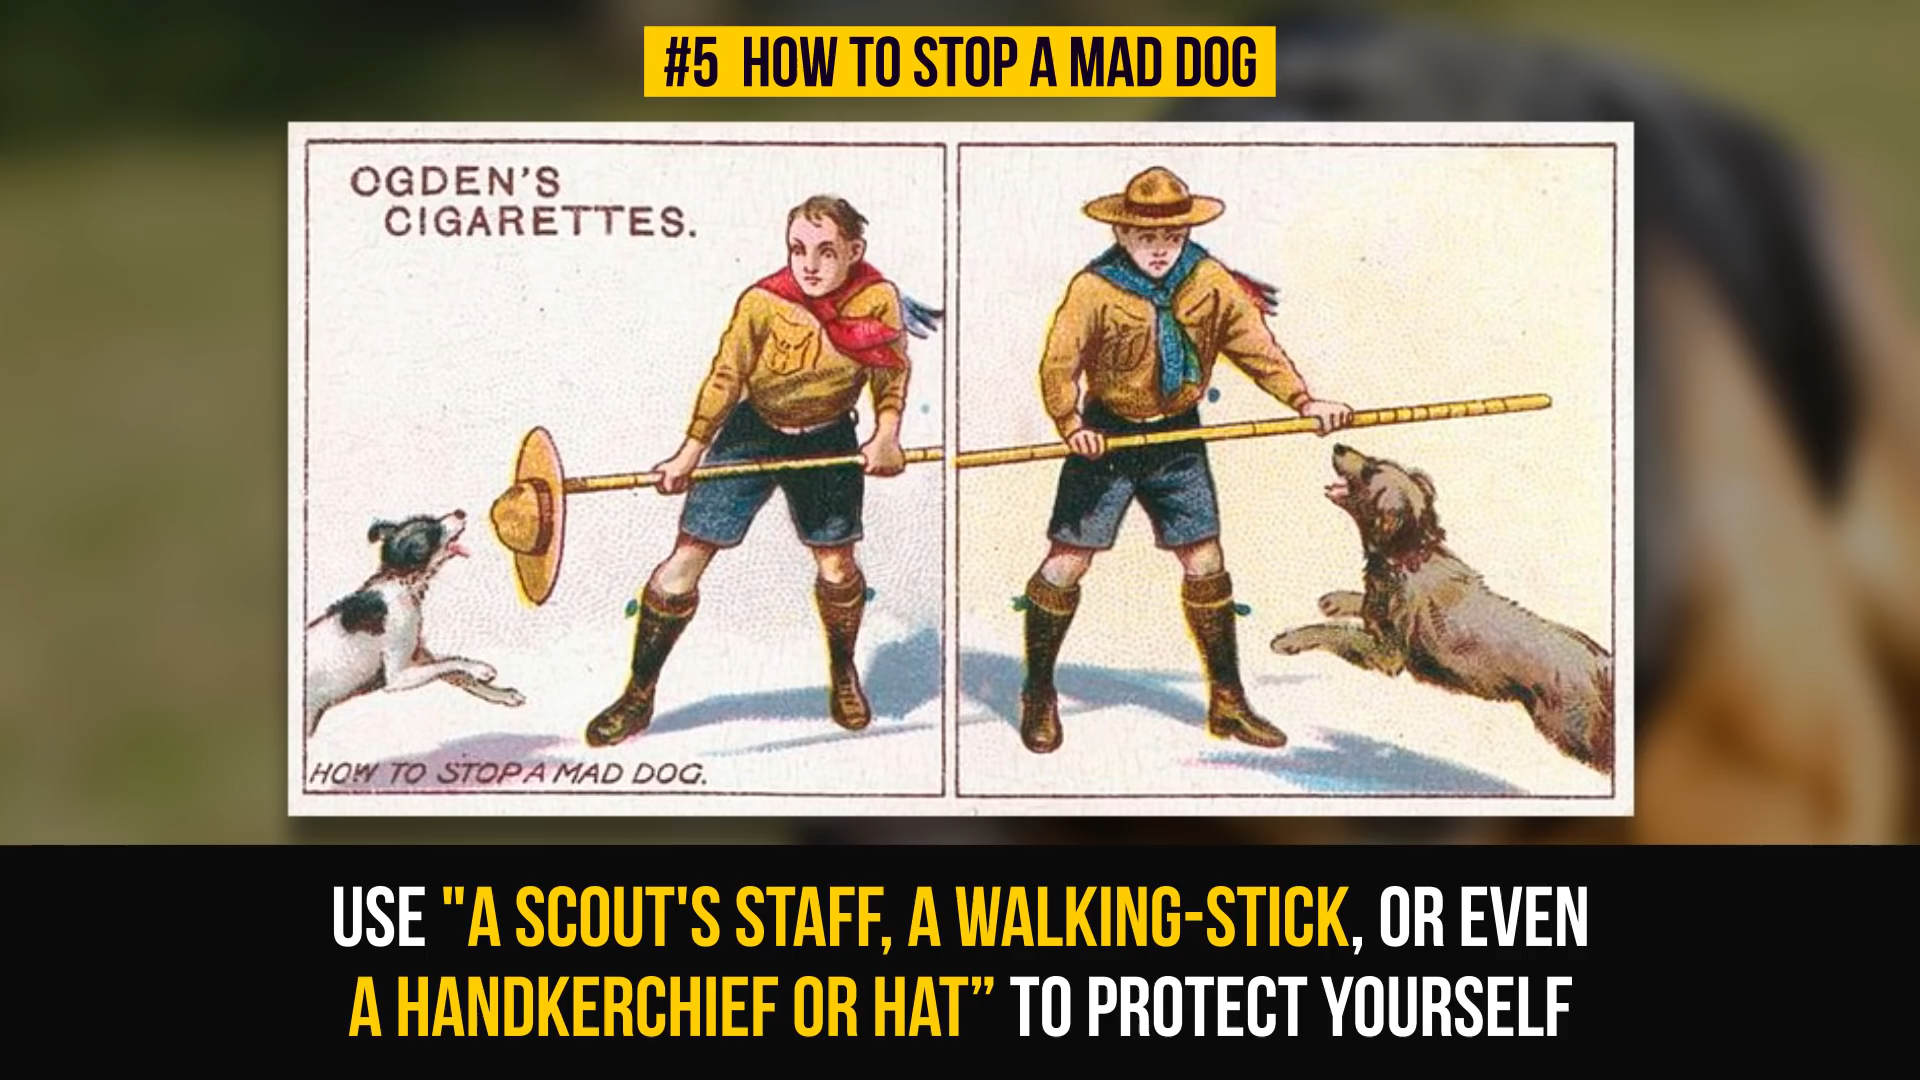 #5 HOW TO STOP A MAD DOG
OGDEN'S
CIGARETTES.
HOW TO STOP A MAD DOG.
USE "A SCOUT'S STAFF, A WALKING-STICK, OR EVEN
A HANDKERCHIEF OR HAT” TO PROTECT YOURSELF